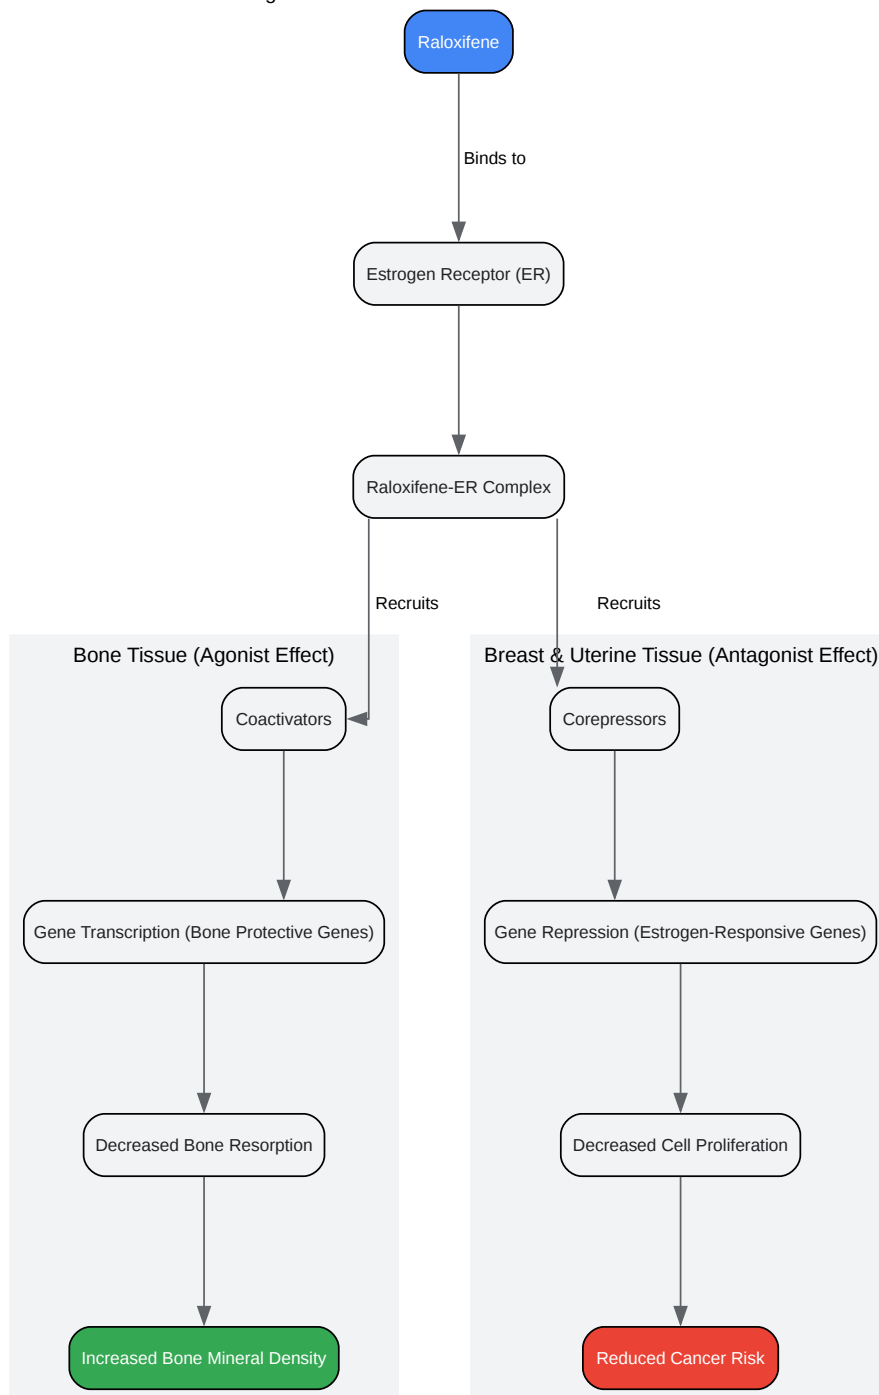 Raloxifene
Binds to
Estrogen Receptor (ER)
Raloxifene-ER Complex
Recruits
Recruits
Bone Tissue (Agonist Effect)
Breast & Uterine Tissue (Antagonist Effect)
Coactivators
Corepressors
Gene Transcription (Bone Protective Genes)
Gene Repression (Estrogen-Responsive Genes)
Decreased Bone Resorption
Decreased Cell Proliferation
Increased Bone Mineral Density
Reduced Cancer Risk